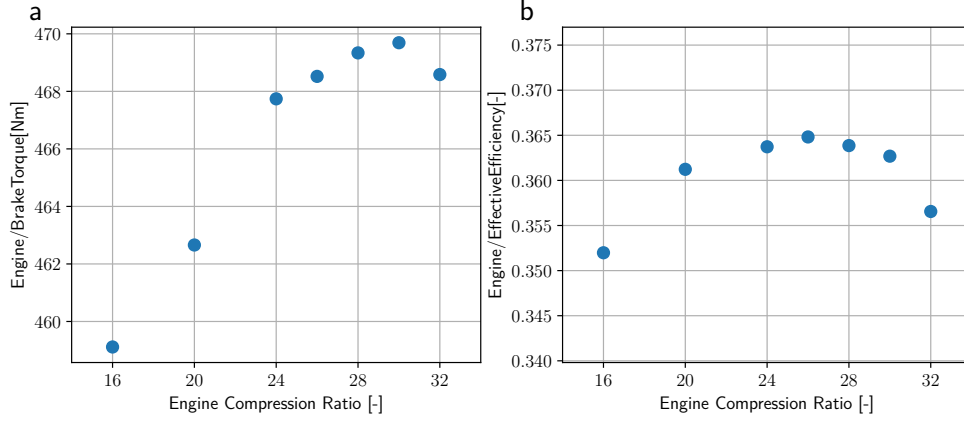 a
Engine/BrakeTorque[Nm]
470
468
466
464
462
460
16 20 24 28 32
Engine Compression Ratio [-]
b
Engine/EffectiveEfficiency[-]
0.375
0.370
0.365
0.360
0.355
0.350
0.345
0.340
16 20 24 28 32
Engine Compression Ratio [-]